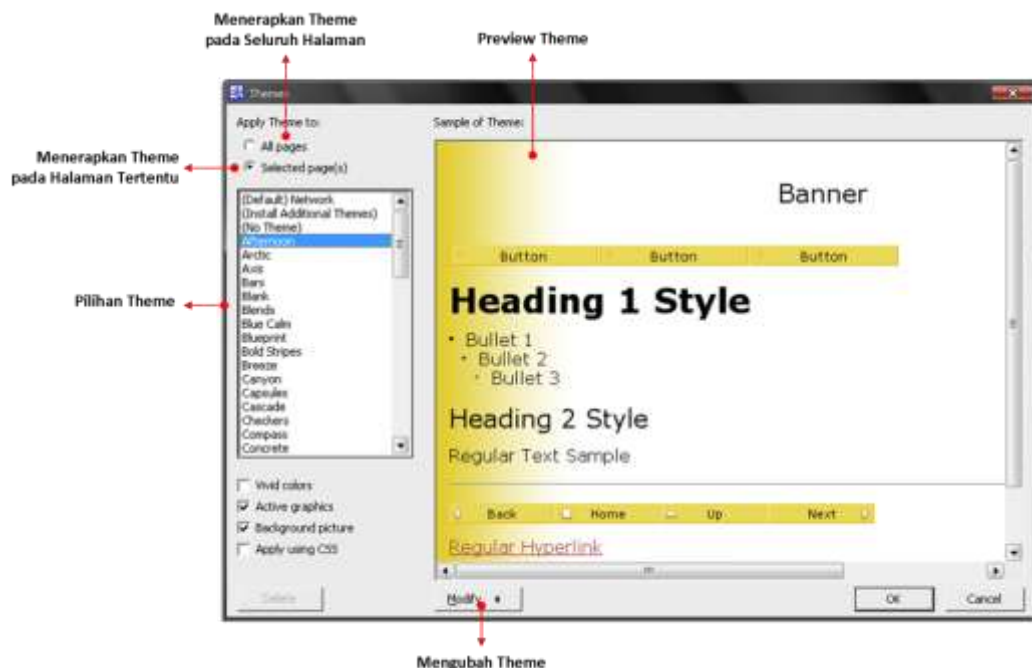 Menerapkan Theme
pada Seluruh Halaman
Preview Theme
Themes
Apply Theme to:
Sample of Theme:
All pages
Menerapkan Theme
pada Halaman Tertentu
Selected page(s)
Banner
(Default) Network
(Install Additional Themes)
(No Theme)
Afternoon
Arctic
Axis
Bars
Blank
Blends
Blue Calm
Blueprint
Bold Stripes
Breeze
Canyon
Capsules
Cascade
Checkers
Compass
Concrete
Pilihan Theme
Button Button Button
Heading 1 Style
• Bullet 1
• Bullet 2
• Bullet 3
Heading 2 Style
Regular Text Sample
Back Home Up Next
Regular Hyperlink
Vivid colors
Active graphics
Background picture
Apply using CSS
Delete
Modify
OK
Cancel
Mengubah Theme